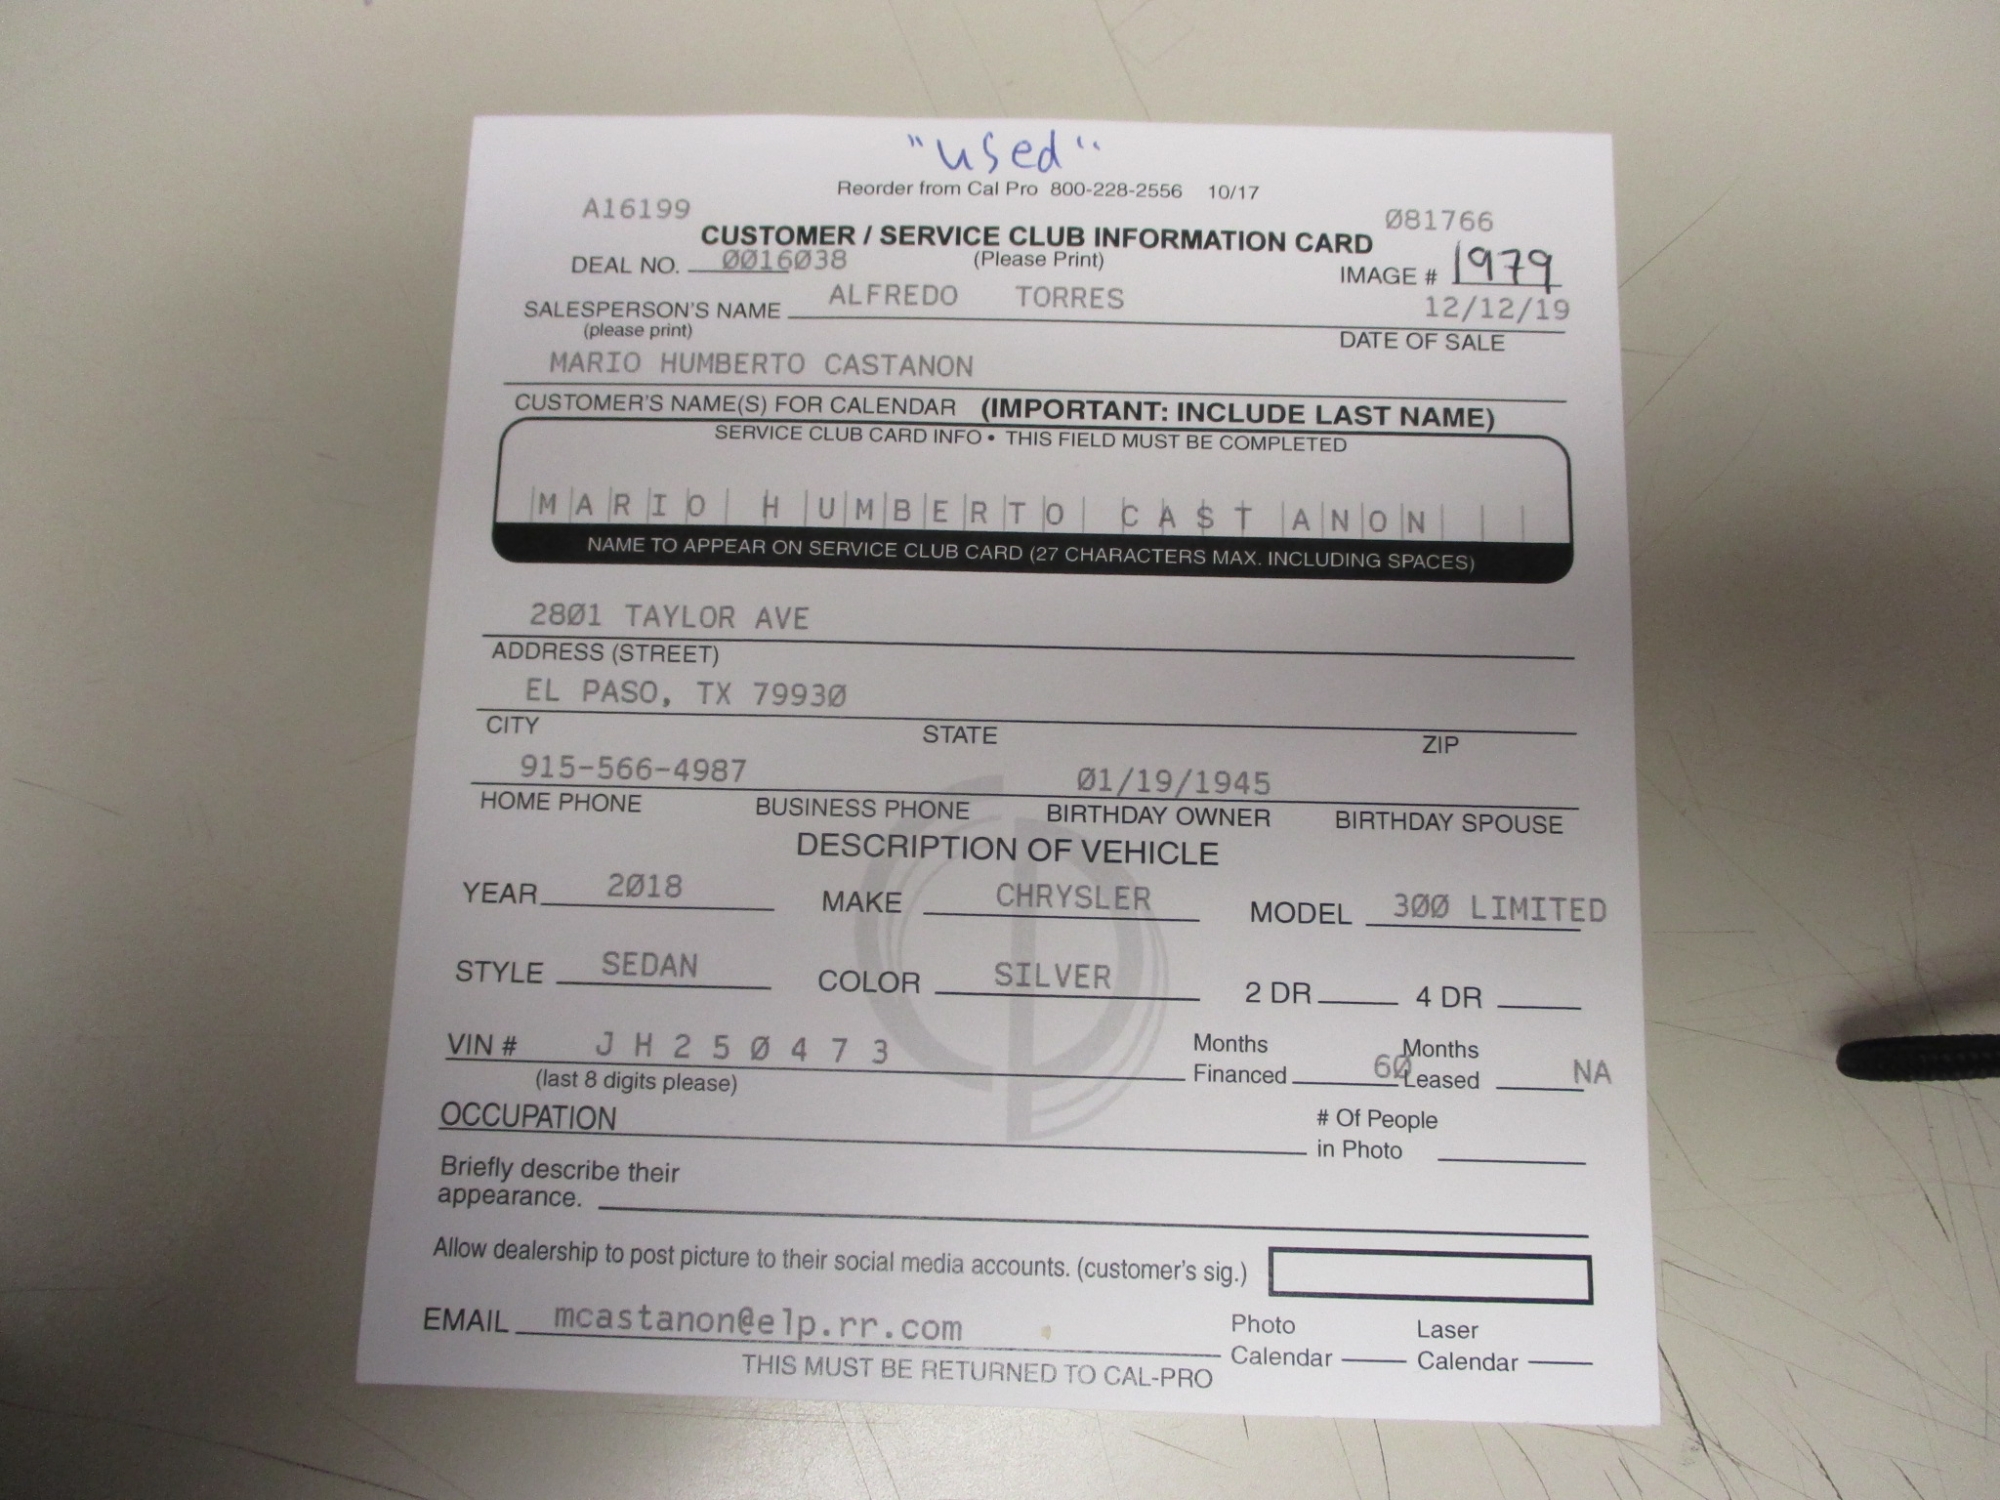 "used"
Reorder from Cal Pro 800-228-2556 10/17
A16199 Ø81766
CUSTOMER / SERVICE CLUB INFORMATION CARD
DEAL NO. ØØ16Ø38 (Please Print) IMAGE # 1979
SALESPERSON'S NAME ALFREDO TORRES 12/12/19
(please print) DATE OF SALE
MARIO HUMBERTO CASTANON
CUSTOMER'S NAME(S) FOR CALENDAR (IMPORTANT: INCLUDE LAST NAME)
SERVICE CLUB CARD INFO • THIS FIELD MUST BE COMPLETED
MARIO HUMBERTO CASTANON
NAME TO APPEAR ON SERVICE CLUB CARD (27 CHARACTERS MAX. INCLUDING SPACES)
28Ø1 TAYLOR AVE
ADDRESS (STREET)
EL PASO, TX 7993Ø
CITY STATE ZIP
915-566-4987 Ø1/19/1945
HOME PHONE BUSINESS PHONE BIRTHDAY OWNER BIRTHDAY SPOUSE
DESCRIPTION OF VEHICLE
YEAR 2Ø18 MAKE CHRYSLER MODEL 3ØØ LIMITED
STYLE SEDAN COLOR SILVER 2 DR 4 DR
VIN # J H 2 5 Ø 4 7 3 Months Financed 6Ø Months Leased NA
(last 8 digits please)
OCCUPATION # Of People in Photo
Briefly describe their
appearance.
Allow dealership to post picture to their social media accounts. (customer's sig.)
EMAIL mcastanon@elp.rr.com Photo Calendar Laser Calendar
THIS MUST BE RETURNED TO CAL-PRO